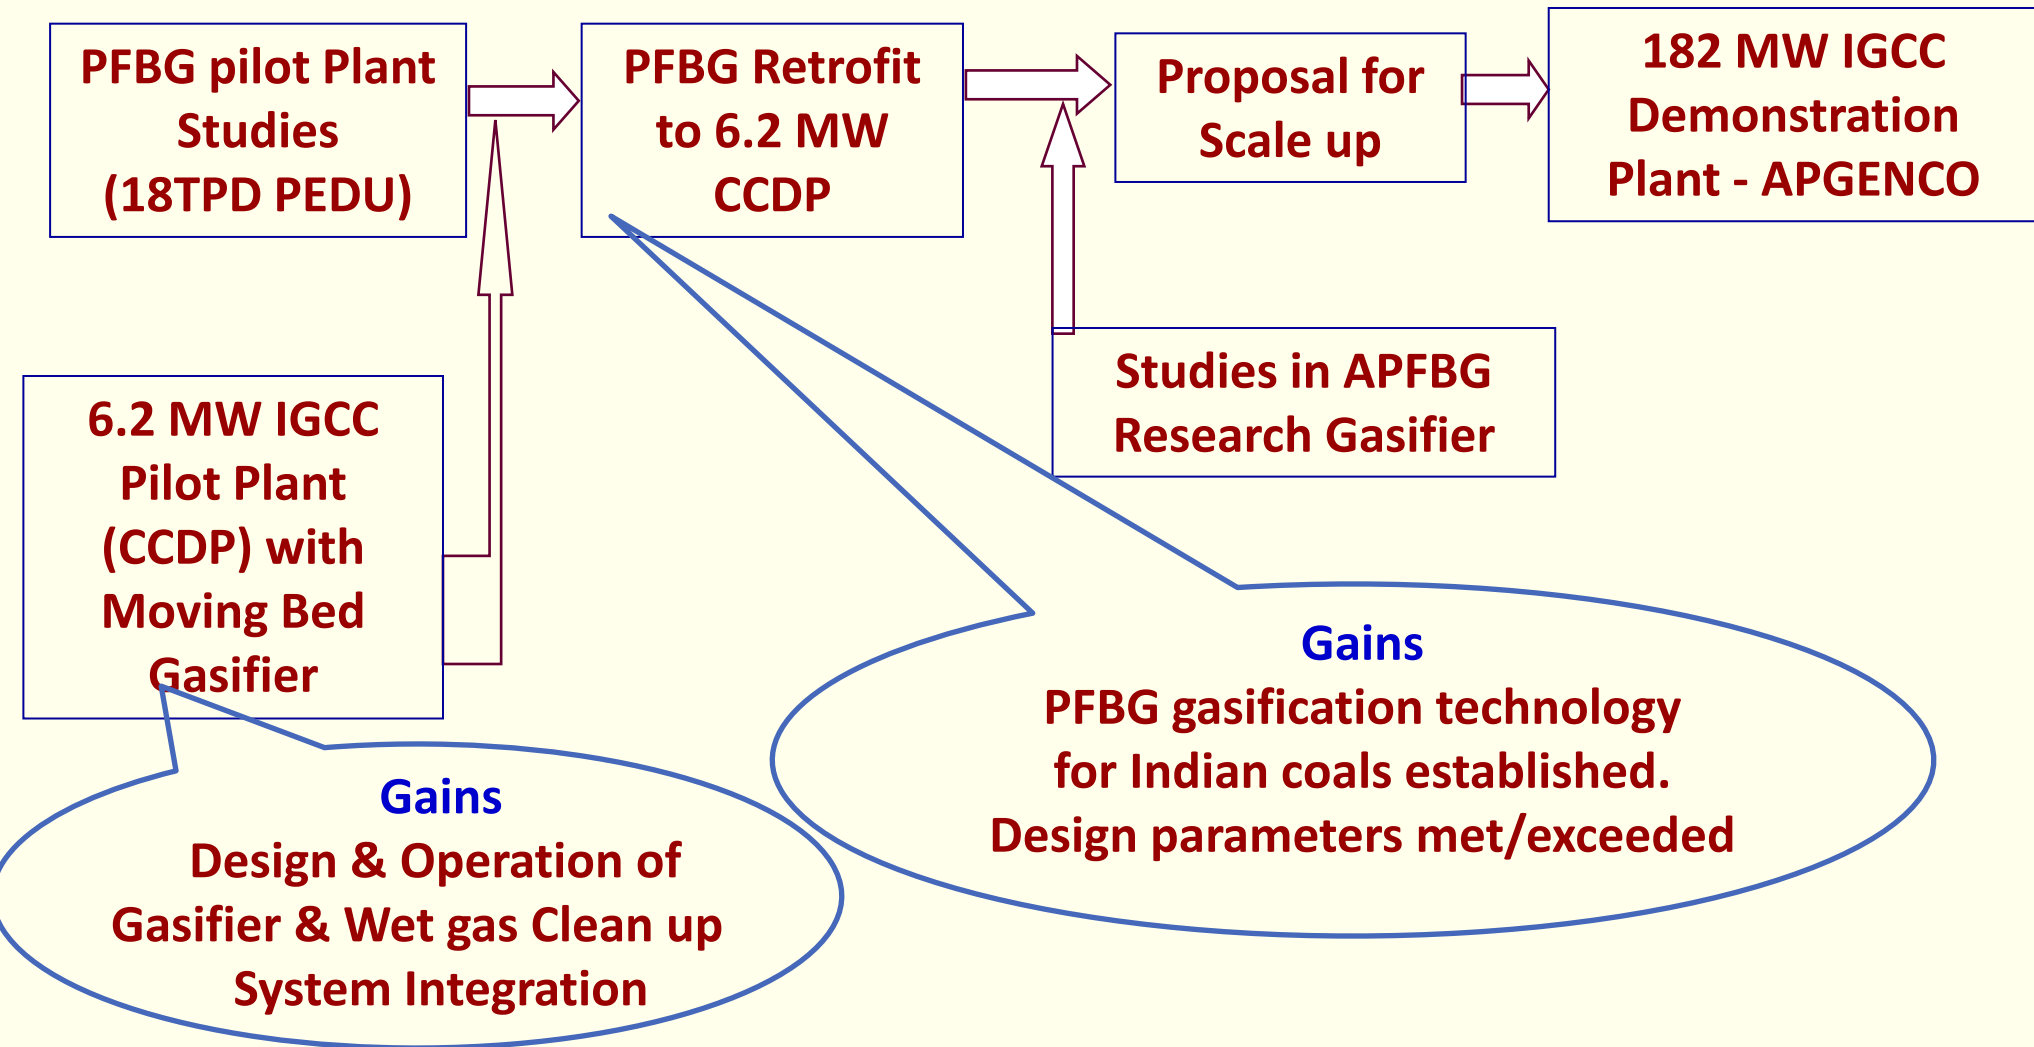 PFBG pilot Plant
Studies
(18TPD PEDU)
PFBG Retrofit
to 6.2 MW
CCDP
Proposal for
Scale up
182 MW IGCC
Demonstration
Plant - APGENCO
Studies in APFBG
Research Gasifier
6.2 MW IGCC
Pilot Plant
(CCDP) with
Moving Bed
Gasifier
Gains
PFBG gasification technology
for Indian coals established.
Design parameters met/exceeded
Gains
Design & Operation of
Gasifier & Wet gas Clean up
System Integration